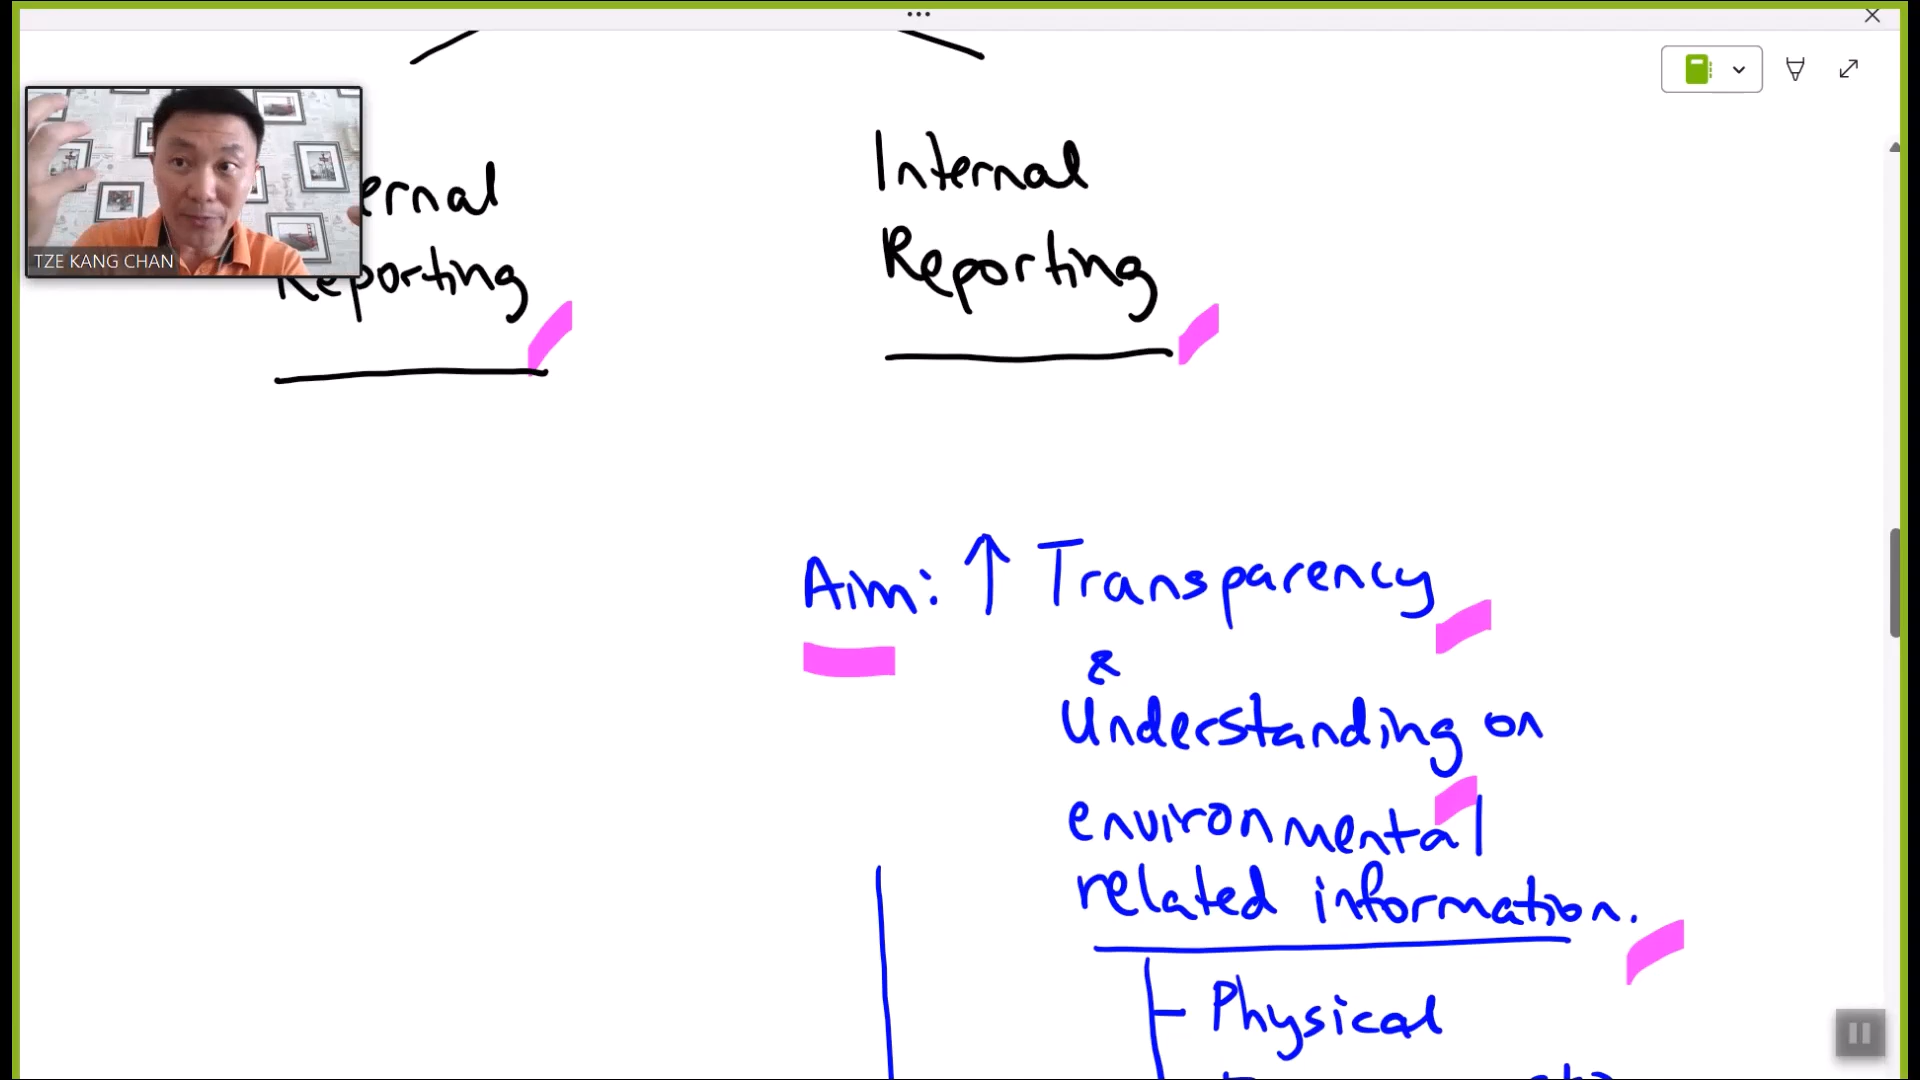 TZE KANG CHAN
ernal
Reporting
Internal
Reporting
Aim: ↑ Transparency
&
Understanding on
environmental
related information.
Physical